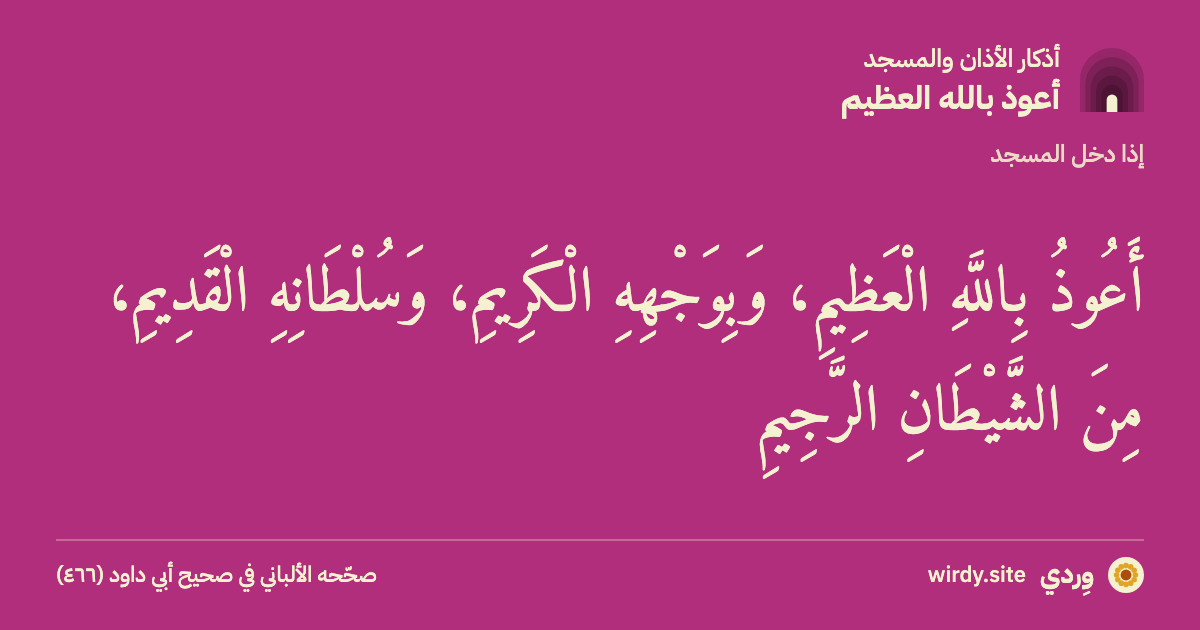 أذكار الأذان والمسجد
أعوذ بالله العظيم
إذا دخل المسجد
أَعُوذُ بِاللَّهِ الْعَظِيمِ، وَبِوَجْهِهِ الْكَرِيمِ، وَسُلْطَانِهِ الْقَدِيمِ،
مِنَ الشَّيْطَانِ الرَّجِيمِ
وِردي wirdy.site
صحّحه الألباني في صحيح أبي داود (٤٦٦)